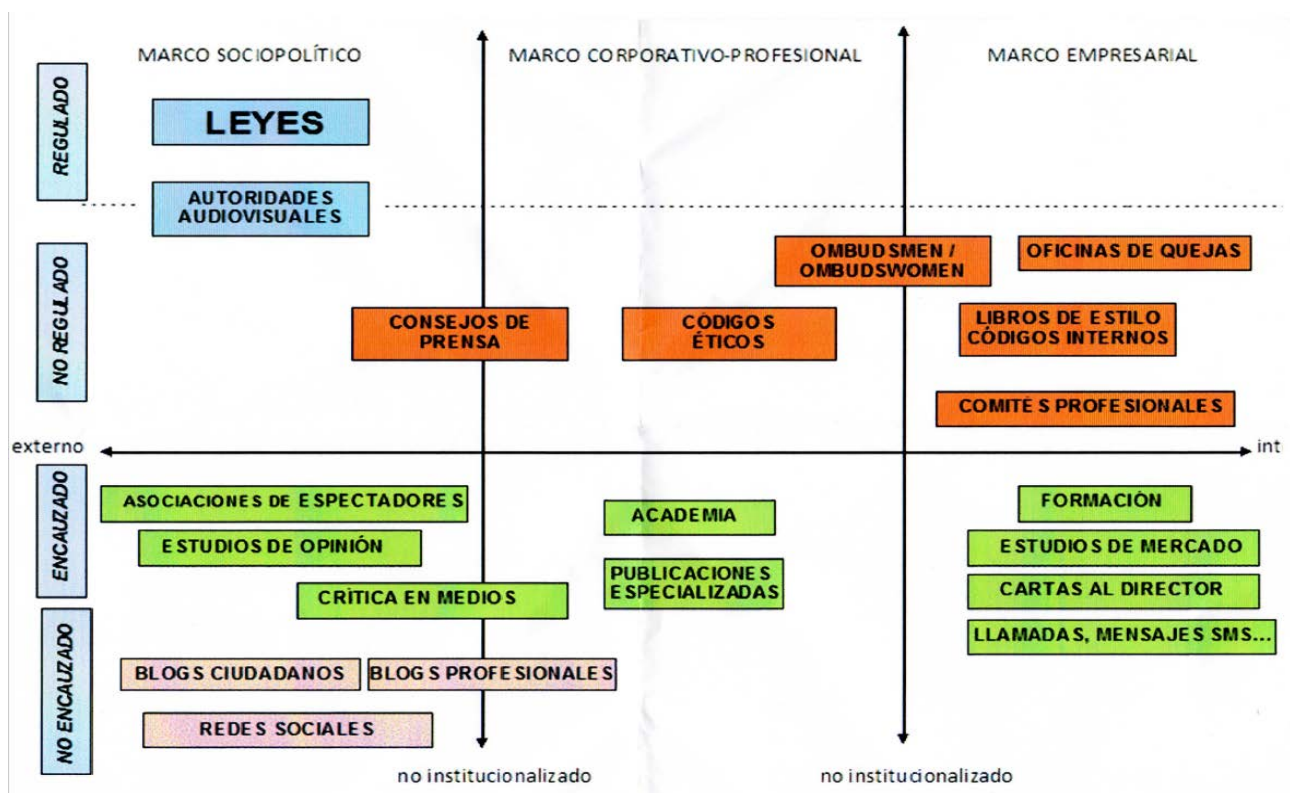 MARCO SOCIOPOLÍTICO
MARCO CORPORATIVO-PROFESIONAL
MARCO EMPRESARIAL
REGULADO
LEYES
AUTORIDADES
AUDIOVISUALES
NO REGULADO
OMBUDSMEN /
OMBUDSWOMEN
OFICINAS DE QUEJAS
CONSEJOS DE
PRENSA
CÓDIGOS
ÉTICOS
LIBROS DE ESTILO
CÓDIGOS INTERNOS
COMITÉS PROFESIONALES
externo
int
ENCAUZADO
ASOCIACIONES DE ESPECTADORES
ESTUDIOS DE OPINIÓN
CRÌTICA EN MEDIOS
ACADEMIA
PUBLICACIONES
ESPECIALIZADAS
FORMACIÓN
ESTUDIOS DE MERCADO
CARTAS AL DIRECTOR
LLAMADAS, MENSAJES SMS...
NO ENCAUZADO
BLOGS CIUDADANOS
BLOGS PROFESIONALES
REDES SOCIALES
no institucionalizado
no institucionalizado